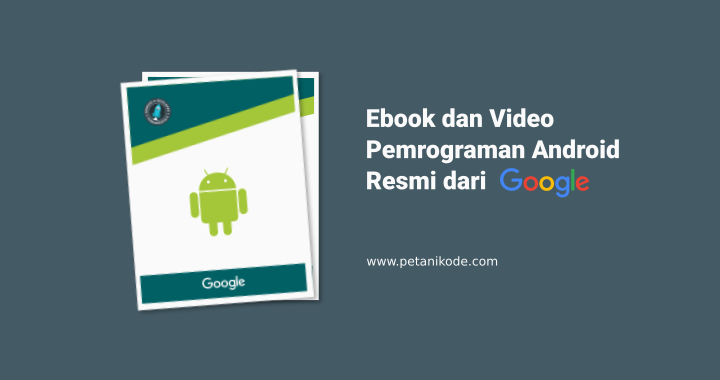 Ebook dan Video
Pemrograman Android
Resmi dari Google
www.petanikode.com
Google